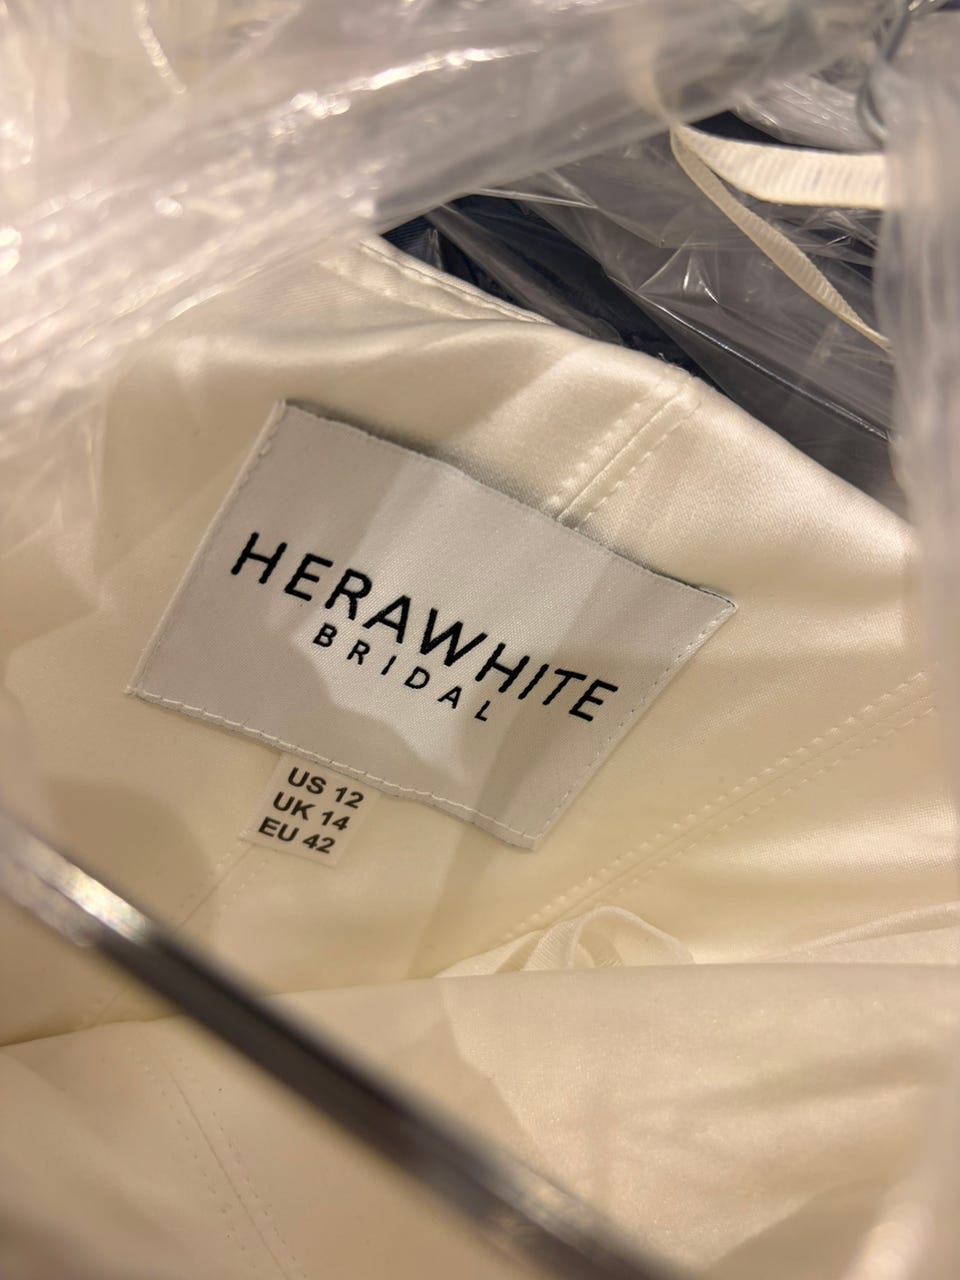 HERAWHITE
BRIDAL
US 12
UK 14
EU 42